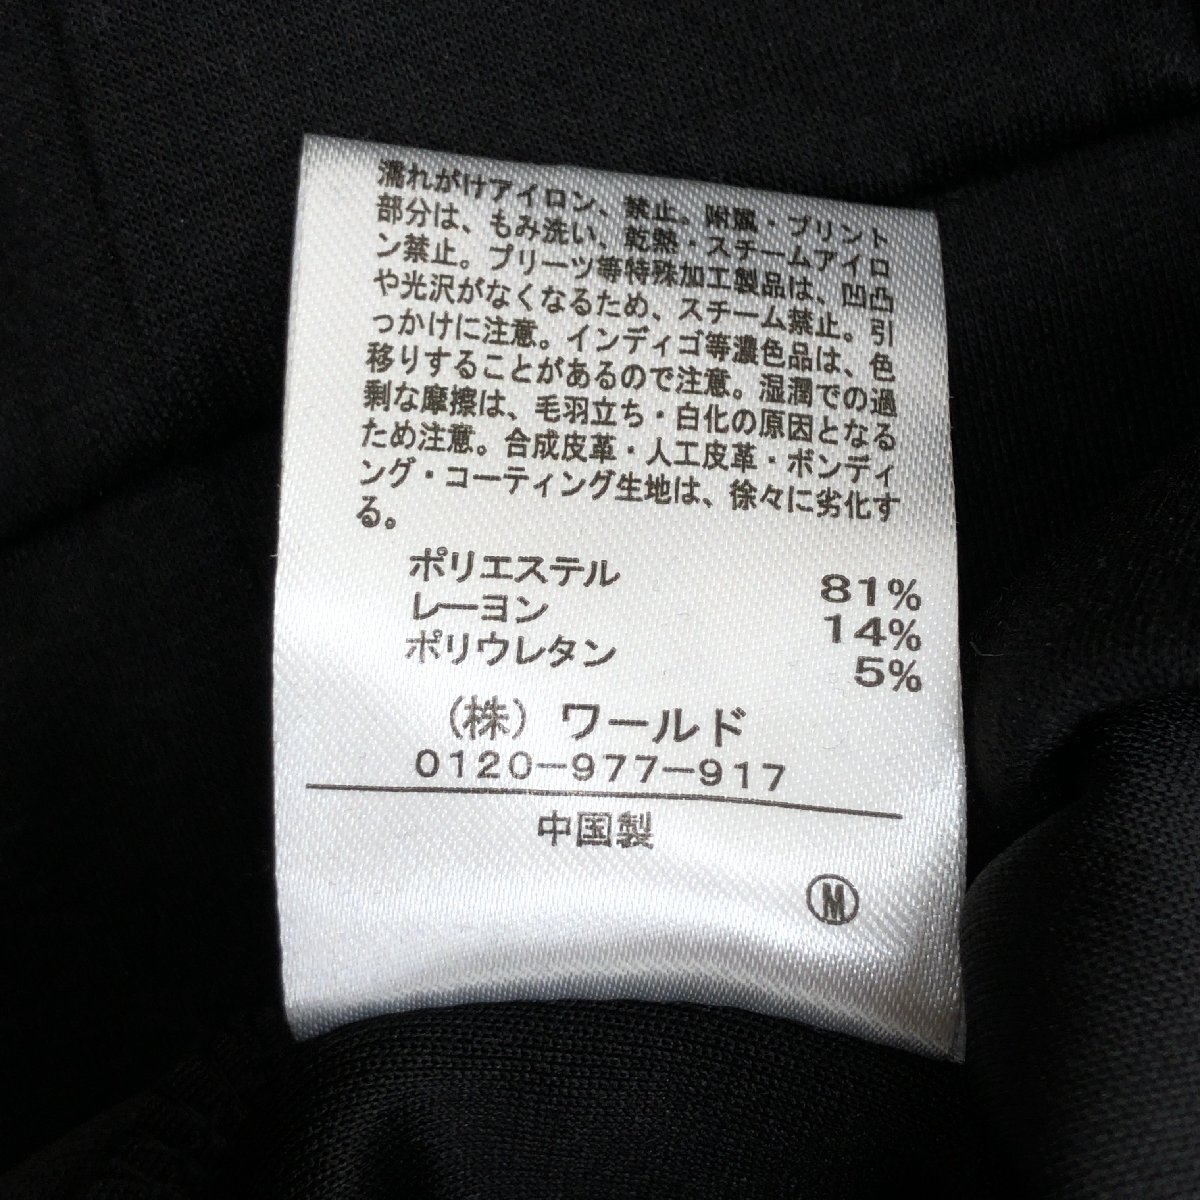 濡れがけアイロン、禁止。附属・プリント
部分は、もみ洗い、乾熱・スチームアイロ
ン禁止。プリーツ等特殊加工製品は、凹凸
や光沢がなくなるため、スチーム禁止。引
っかけに注意。インディゴ等濃色品は、色
移りすることがあるので注意。湿潤での過
剰な摩擦は、毛羽立ち・白化の原因となる
ため注意。合成皮革・人工皮革・ボンディ
ング・コーティング生地は、徐々に劣化す
る。
ポリエステル 81%
レーヨン 14%
ポリウレタン 5%
(株) ワールド
0120-977-917
中国製
M